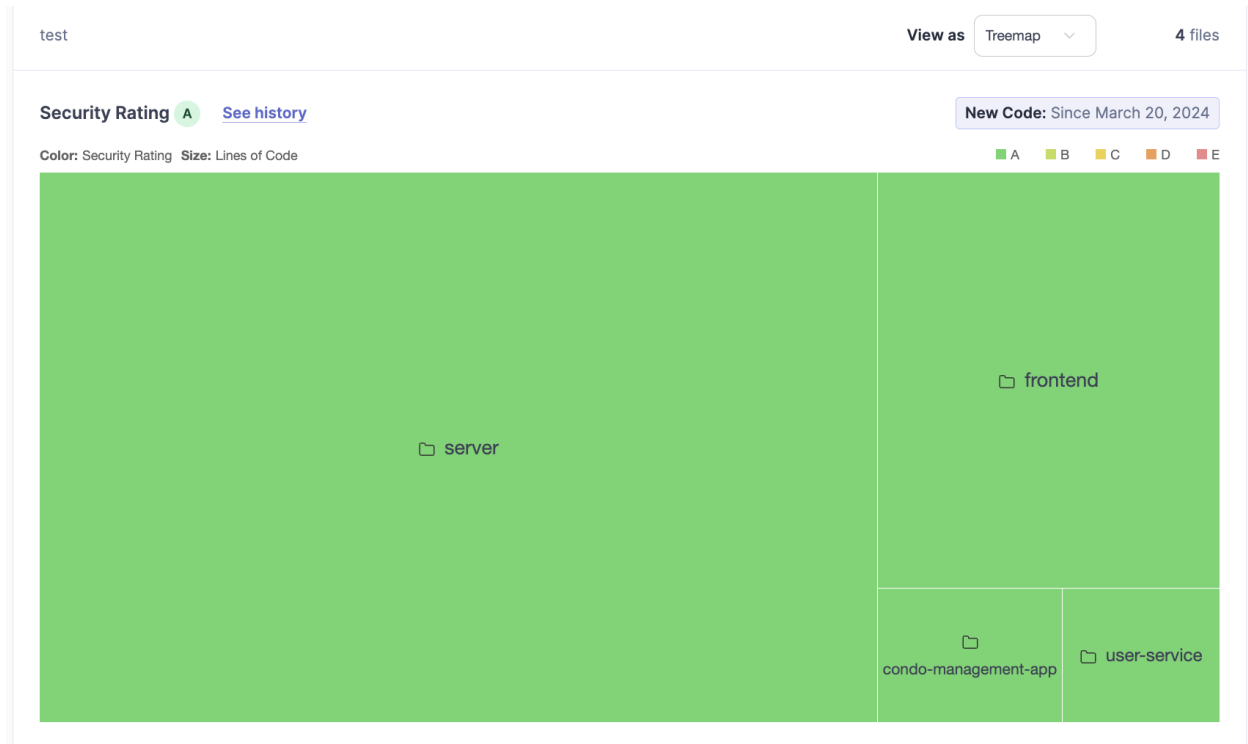 test View as Treemap 4 files
Security Rating A See history New Code: Since March 20, 2024
Color: Security Rating Size: Lines of Code A B C D E
frontend
server
condo-management-app
user-service